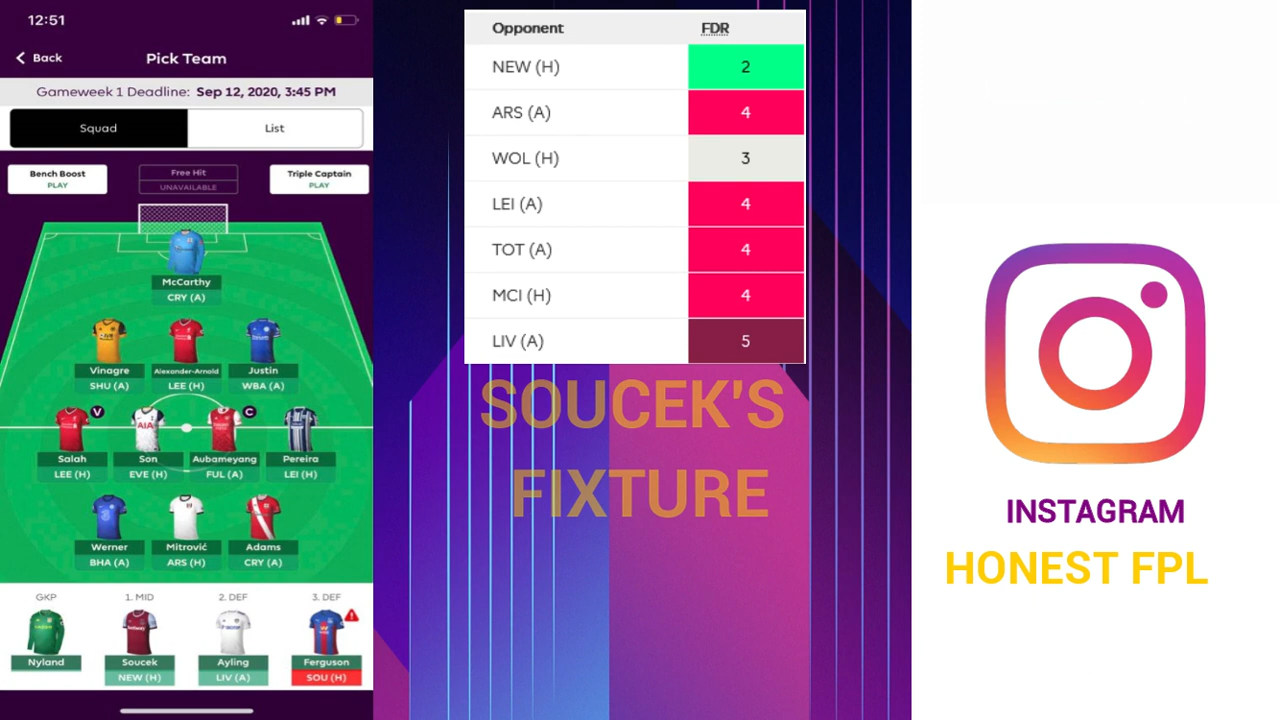 12:51
Back
Pick Team
Gameweek 1 Deadline: Sep 12, 2020, 3:45 PM
Squad
List
Bench Boost
PLAY
Free Hit
UNAVAILABLE
Triple Captain
PLAY
McCarthy
CRY (A)
Vinagre
SHU (A)
Alexander-Arnold
LEE (H)
Justin
WBA (A)
V
C
AIA
Salah
LEE (H)
Son
EVE (H)
Aubameyang
FUL (A)
Pereira
LEI (H)
Werner
BHA (A)
Mitrović
ARS (H)
Adams
CRY (A)
GKP
1. MID
2. DEF
3. DEF
Nyland
Soucek
NEW (H)
Ayling
LIV (A)
Ferguson
SOU (H)
Opponent FDR
NEW (H) 2
ARS (A) 4
WOL (H) 3
LEI (A) 4
TOT (A) 4
MCI (H) 4
LIV (A) 5
SOUCEK'S
FIXTURE
INSTAGRAM
HONEST FPL